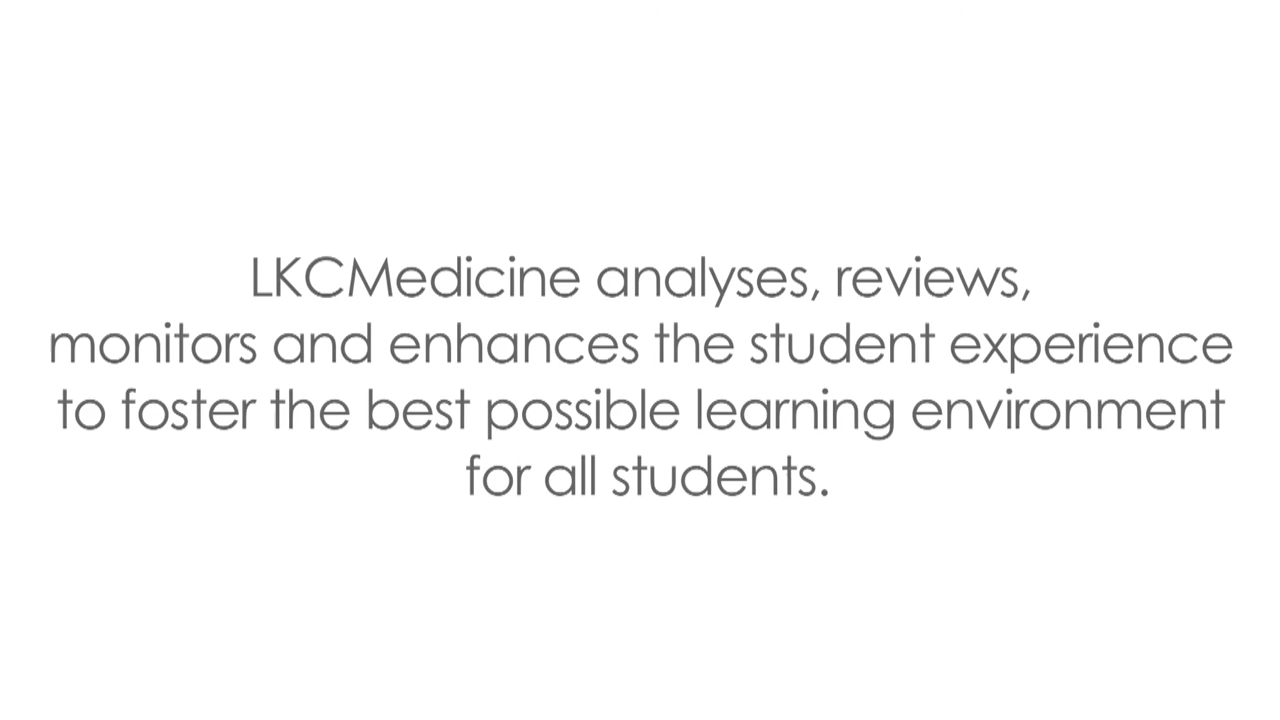 LKCMedicine analyses, reviews,
monitors and enhances the student experience
to foster the best possible learning environment
for all students.